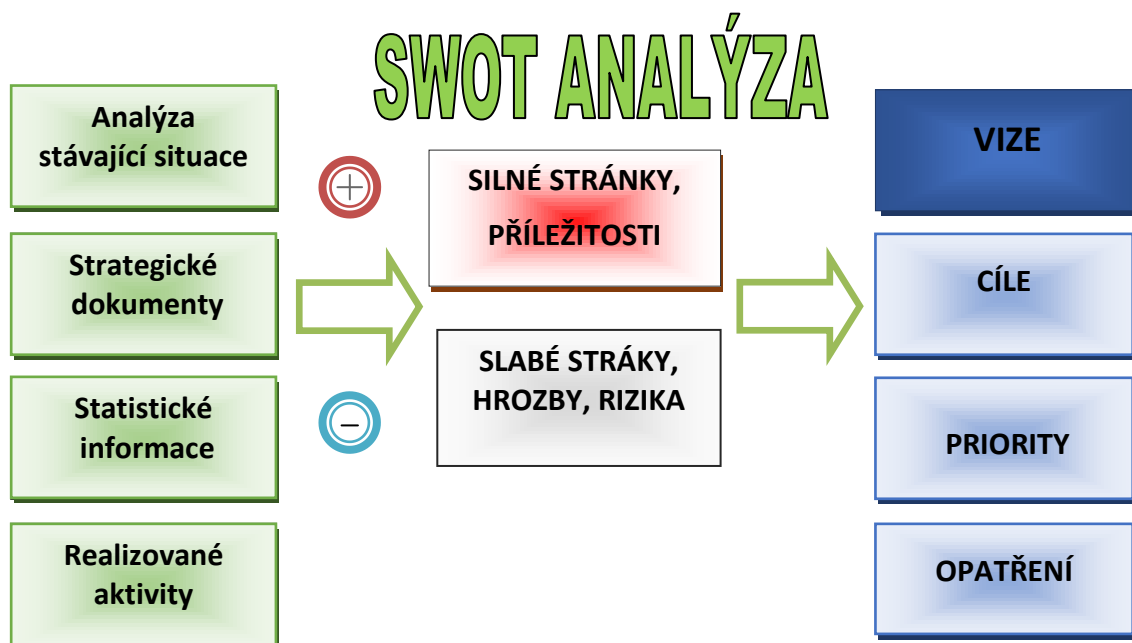 SWOT ANALÝZA
Analýza
stávající situace
Strategické
dokumenty
Statistické
informace
Realizované
aktivity
+
SILNÉ STRÁNKY,
PŘÍLEŽITOSTI
–
SLABÉ STRÁKY,
HROZBY, RIZIKA
VIZE
CÍLE
PRIORITY
OPATŘENÍ